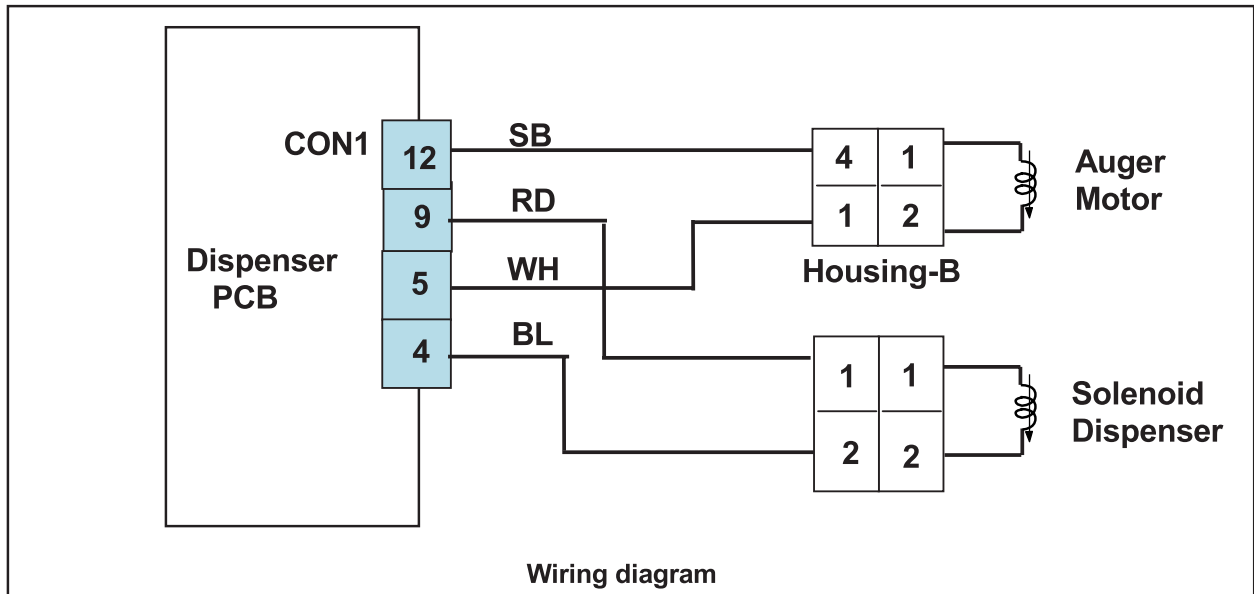 CON1
12
SB
9
RD
5
WH
4
BL
Dispenser
PCB
4 1
1 2
Housing-B
Auger
Motor
1 1
2 2
Solenoid
Dispenser
Wiring diagram